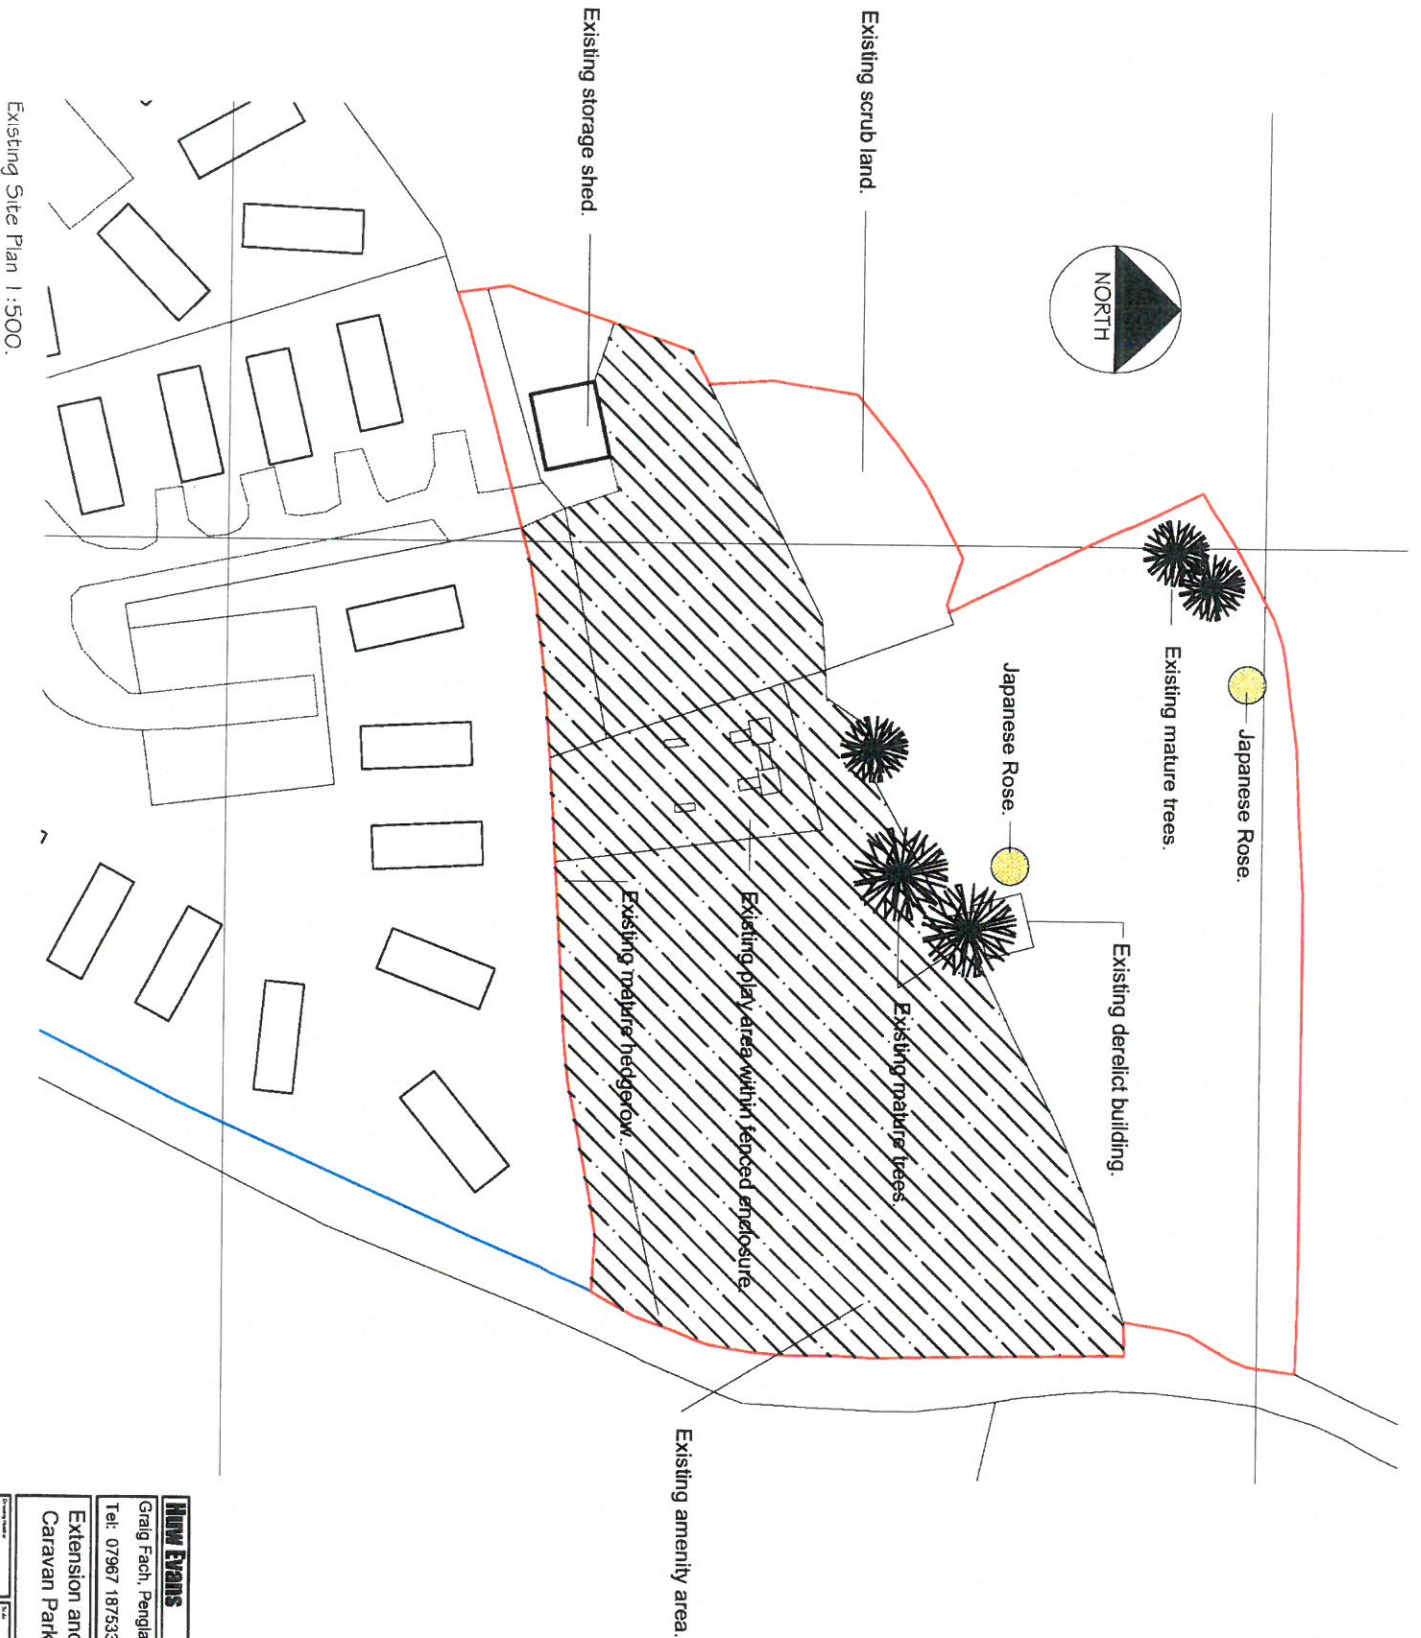 Existing scrub land.
Existing storage shed.
NORTH
Japanese Rose.
Existing mature trees.
Japanese Rose.
Existing derelict building.
Existing mature trees.
Existing play area within fenced enclosure.
Existing mature hedgerow.
Existing amenity area.
Existing Site Plan 1:500.
Huw Evans
Graig Fach, Pengla
Tel: 07967 18753
Extension and
Caravan Park